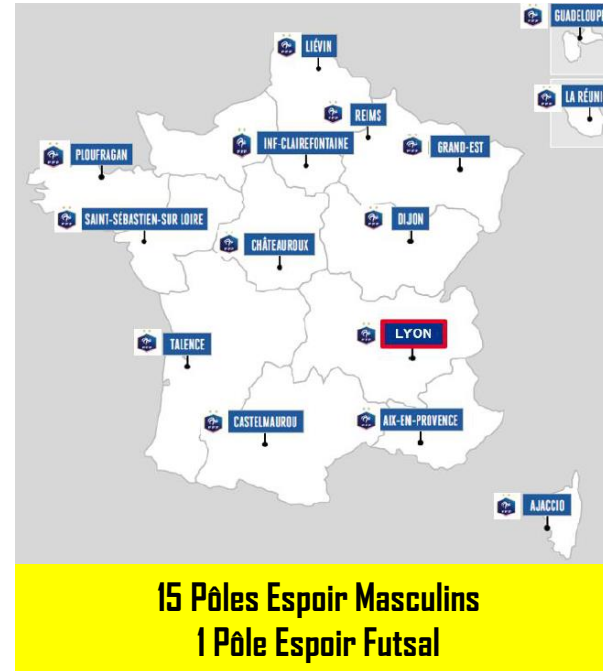 GUADELOUPE
LIÉVIN
LA RÉUNI
REIMS
INF-CLAIREFONTAINE
GRAND-EST
PLOUFRAGAN
SAINT-SÉBASTIEN-SUR LOIRE
DIJON
CHÂTEAUROUX
LYON
TALENCE
CASTELMAUROU
AIX-EN-PROVENCE
AJACCIO
15 Pôles Espoir Masculins
1 Pôle Espoir Futsal